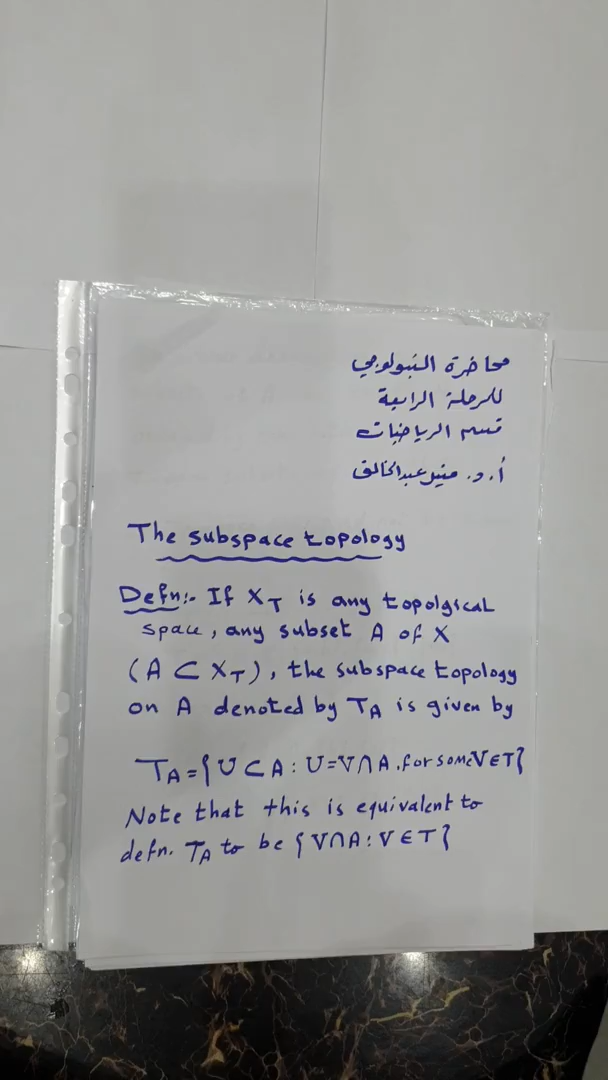 محاضرة التبولوجي
للمرحلة الرابعة
قسم الرياضيات
أ.د. منير عبدالخالق
The subspace topology
Defn:- If X_T is any topolgical
space, any subset A of X
(A ⊂ X_T), the subspace topology
on A denoted by T_A is given by
T_A = {U ⊂ A : U = V ∩ A, for some V ∈ T}
Note that this is equivalent to
defn. T_A to be {V ∩ A : V ∈ T}